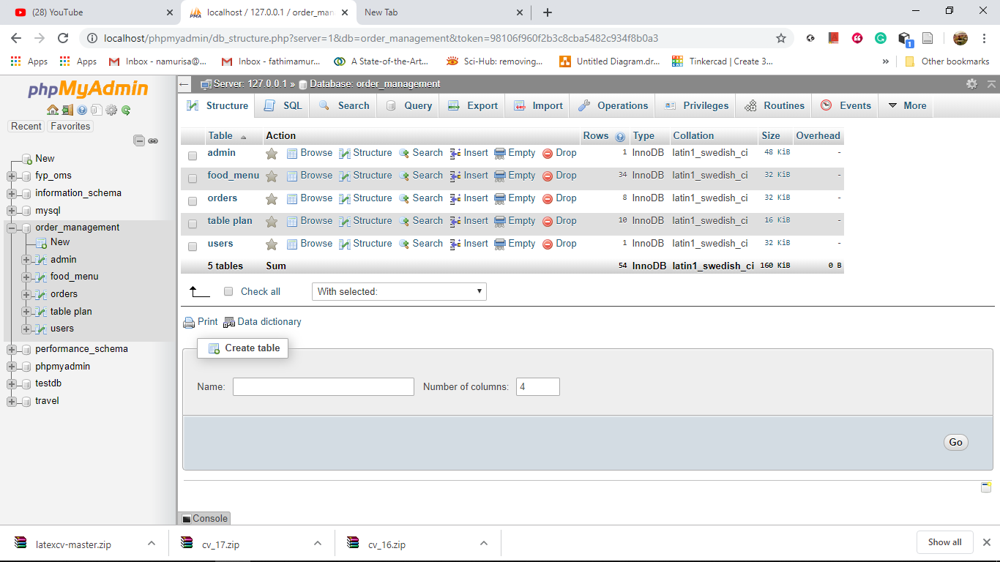 (28) YouTube
localhost / 127.0.0.1 / order_man
New Tab
localhost/phpmyadmin/db_structure.php?server=1&db=order_management&token=98106f960f2b3c8cba5482c934f8b0a3
1
Apps Apps Inbox - namurisa@... Inbox - fathimamur... A State-of-the-Art... Sci-Hub: removing... Untitled Diagram.dr... Tinkercad | Create 3... » Other bookmarks
phpMyAdmin
Recent Favorites
New
fyp_oms
information_schema
mysql
order_management
New
admin
food_menu
orders
table plan
users
performance_schema
phpmyadmin
testdb
travel
Server: 127.0.0.1 » Database: order_management
Structure SQL Search Query Export Import Operations Privileges Routines Events More
Table Action Rows Type Collation Size Overhead
admin Browse Structure Search Insert Empty Drop 1 InnoDB latin1_swedish_ci 48 KiB -
food_menu Browse Structure Search Insert Empty Drop 34 InnoDB latin1_swedish_ci 32 KiB -
orders Browse Structure Search Insert Empty Drop 8 InnoDB latin1_swedish_ci 32 KiB -
table plan Browse Structure Search Insert Empty Drop 10 InnoDB latin1_swedish_ci 16 KiB -
users Browse Structure Search Insert Empty Drop 1 InnoDB latin1_swedish_ci 32 KiB -
5 tables Sum 54 InnoDB latin1_swedish_ci 160 KiB 0 B
Check all With selected:
Print Data dictionary
Create table
Name: Number of columns: 4
Go
Console
latexcv-master.zip cv_17.zip cv_16.zip Show all